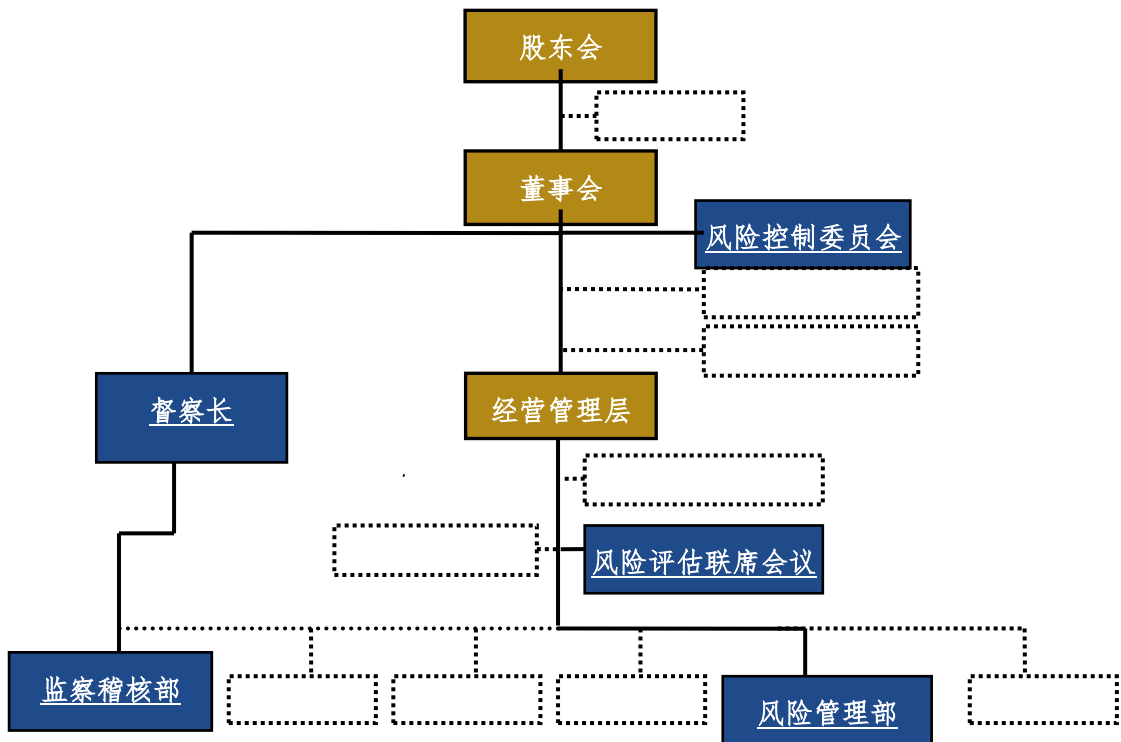 股东会
董事会
风险控制委员会
督察长
经营管理层
风险评估联席会议
监察稽核部
风险管理部